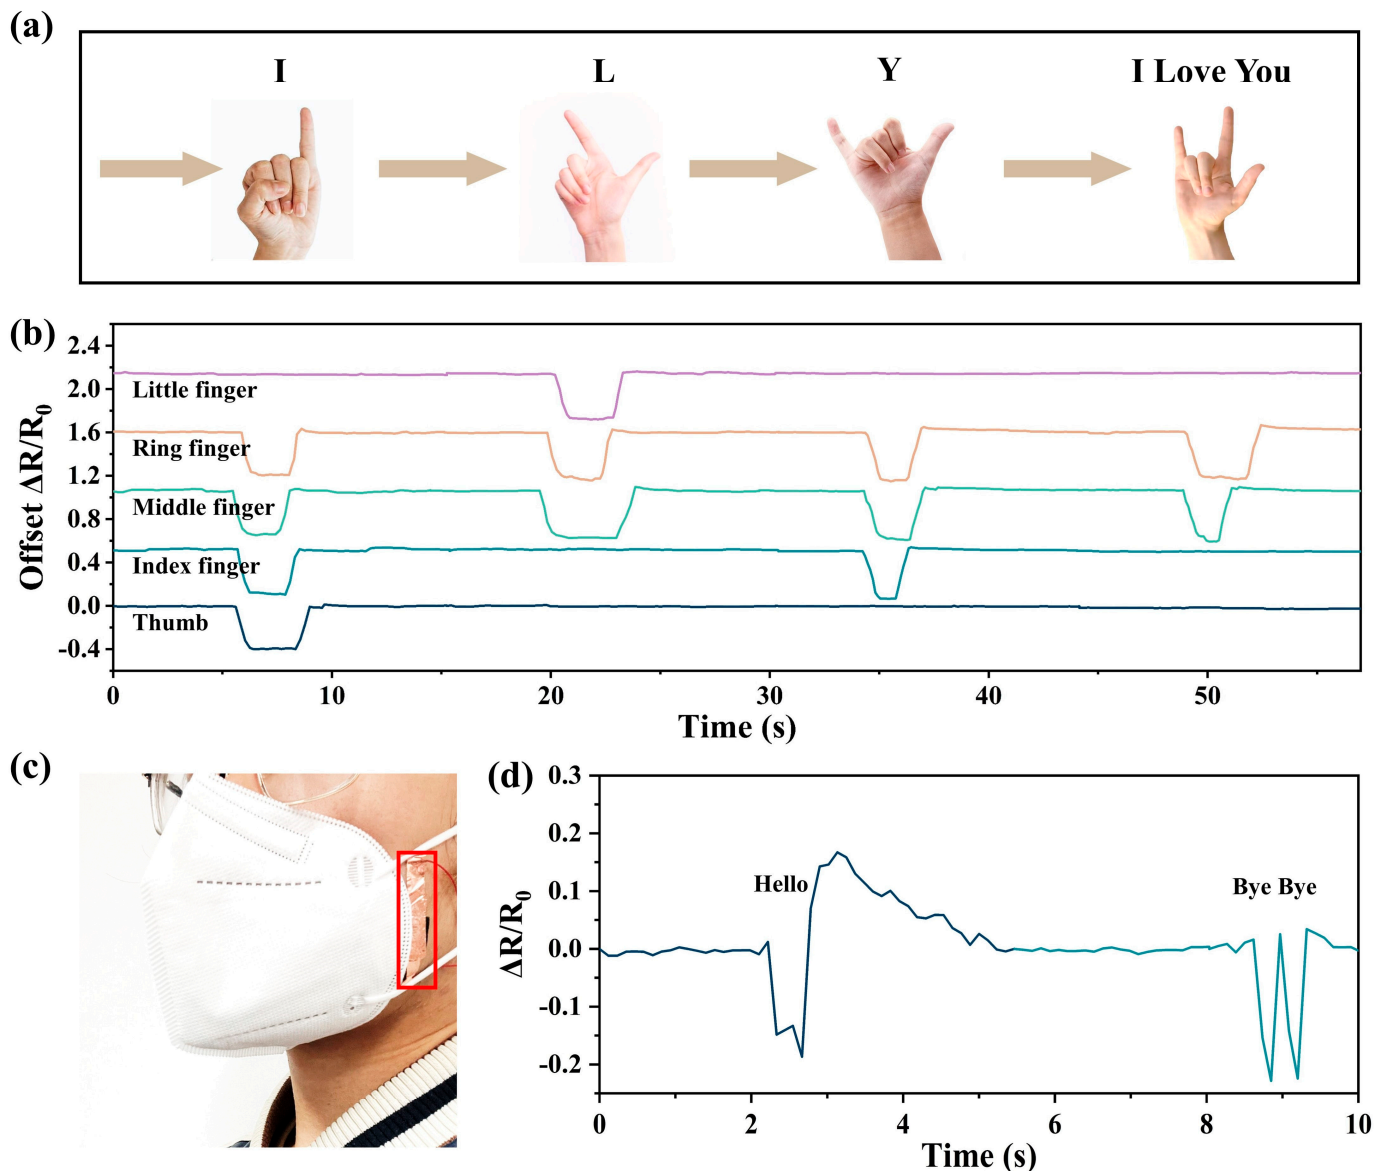 (a)
I L Y I Love You
(b)
Offset ΔR/R0
2.4
2.0
1.6
1.2
0.8
0.4
0.0
-0.4
Little finger
Ring finger
Middle finger
Index finger
Thumb
0 10 20 30 40 50
Time (s)
(c)
(d)
ΔR/R0
0.3
0.2
0.1
0.0
-0.1
-0.2
Hello
Bye Bye
0 2 4 6 8 10
Time (s)